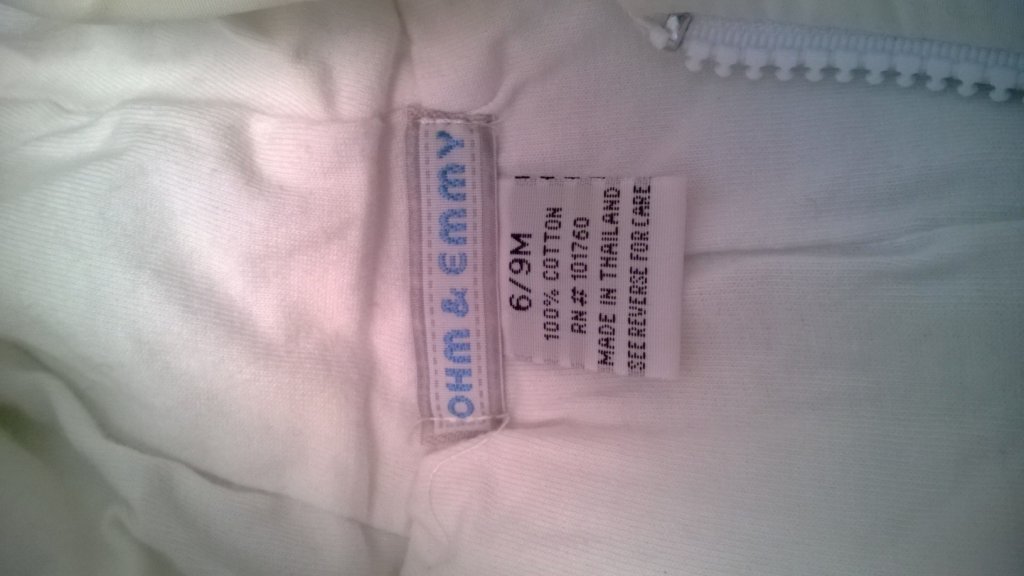 OHM & EMMY
6/9M
100% COTTON
RN# 101760
MADE IN THAILAND
SEE REVERSE FOR CARE